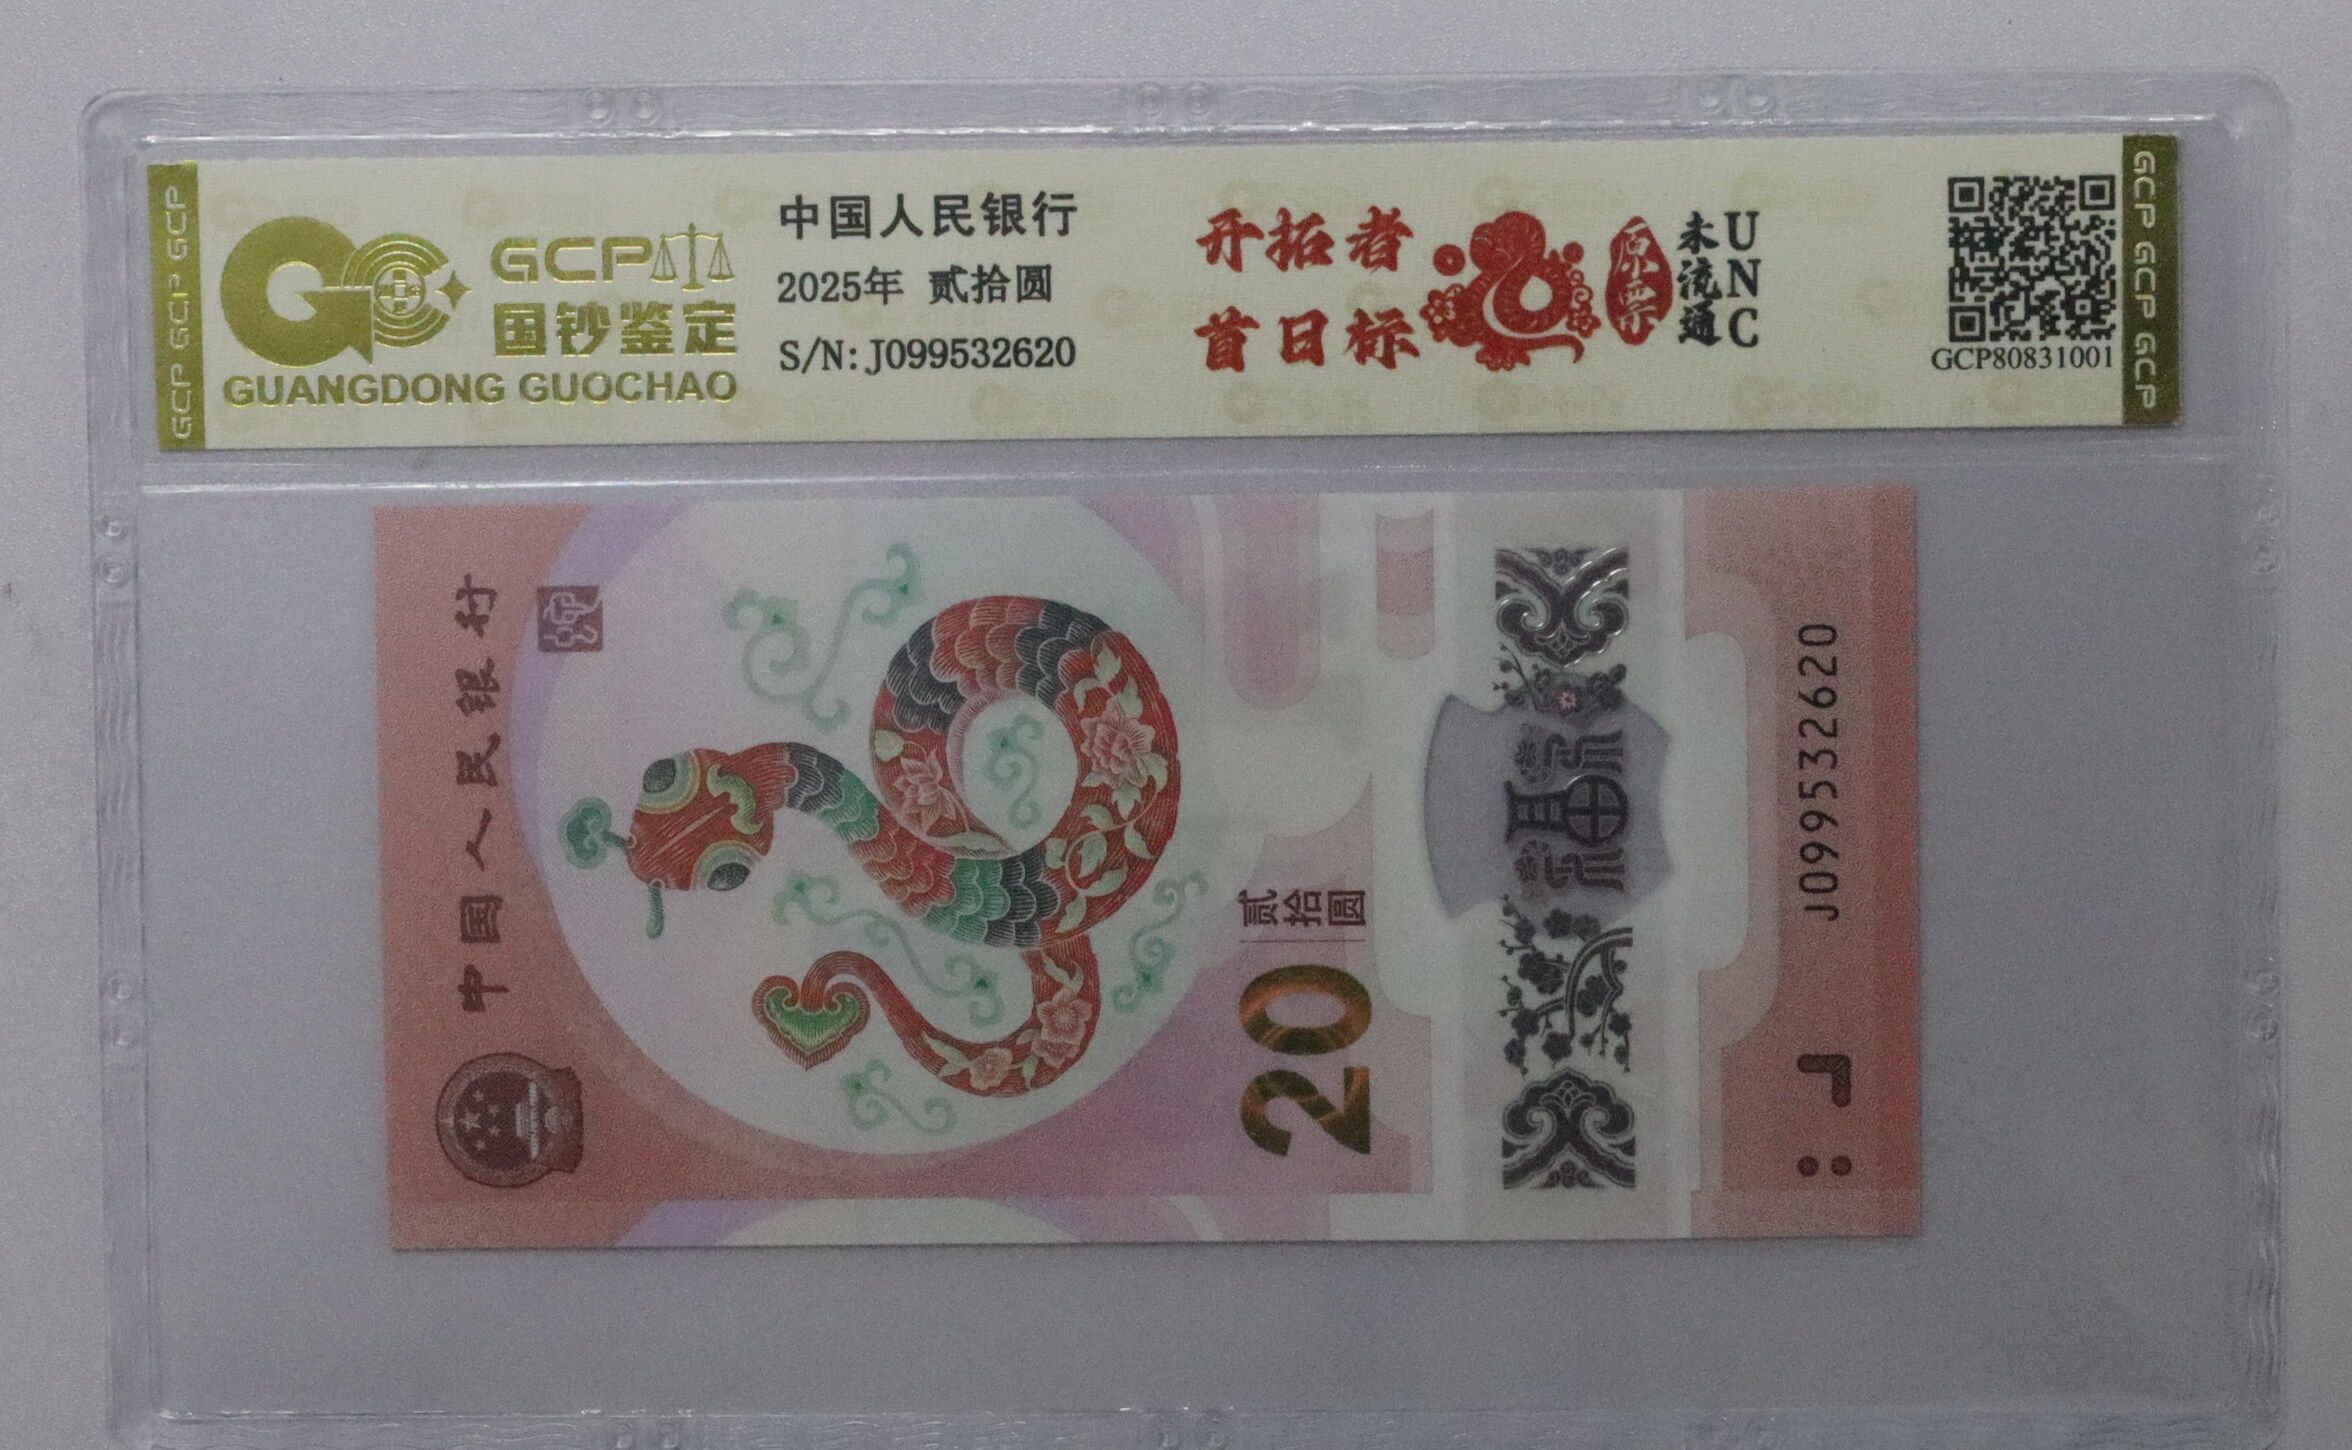 GCP GCP GCP
GCP
国钞鉴定
GUANGDONG GUOCHAO
中国人民银行
2025年 贰拾圆
S/N: J099532620
开拓者
首日标
原票
未流通
UNC
GCP80831001
GCP GCP GCP
中国人民银行
20
贰拾圆
福
J099532620